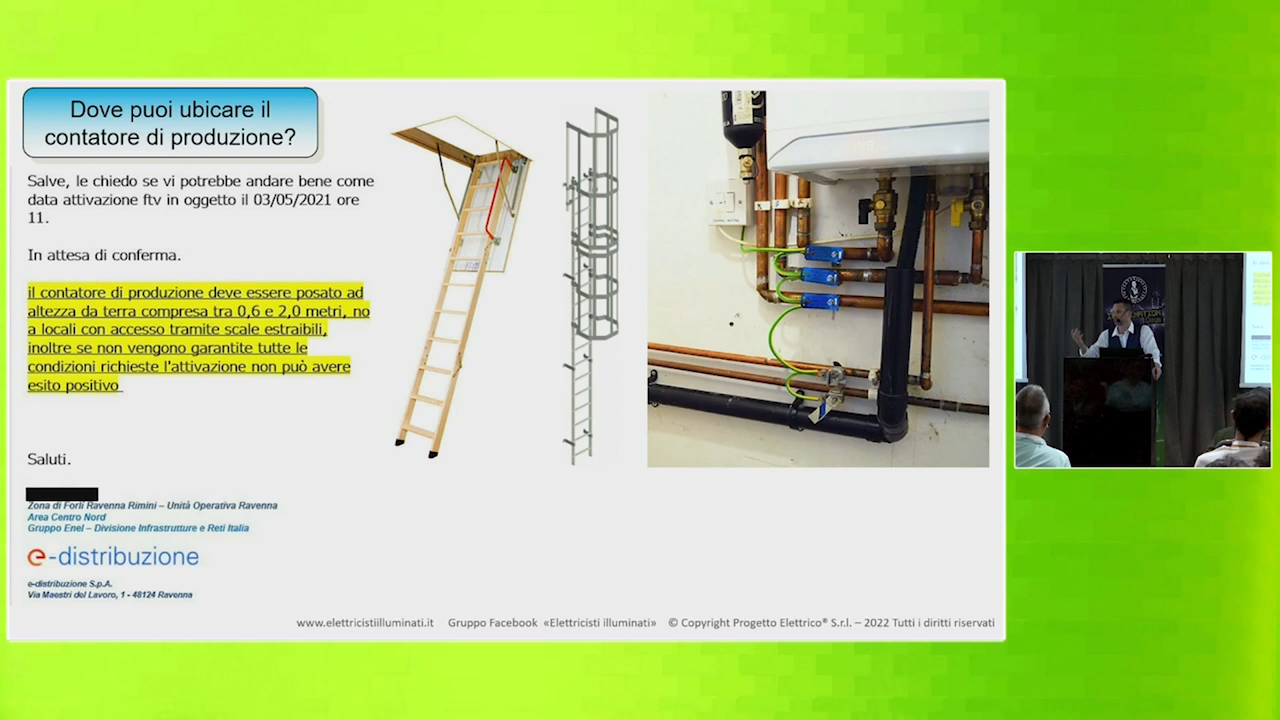 Dove puoi ubicare il
contatore di produzione?
Salve, le chiedo se vi potrebbe andare bene come
data attivazione ftv in oggetto il 03/05/2021 ore
11.
In attesa di conferma.
il contatore di produzione deve essere posato ad
altezza da terra compresa tra 0,6 e 2,0 metri, no
a locali con accesso tramite scale estraibili,
inoltre se non vengono garantite tutte le
condizioni richieste l'attivazione non può avere
esito positivo
Saluti.
Zona di Forlì Ravenna Rimini – Unità Operativa Ravenna
Area Centro Nord
Gruppo Enel – Divisione Infrastrutture e Reti Italia
e-distribuzione
e-distribuzione S.p.A.
Via Maestri del Lavoro, 1 - 48124 Ravenna
www.elettricistiilluminati.it Gruppo Facebook «Elettricisti illuminati» © Copyright Progetto Elettrico® S.r.l. – 2022 Tutti i diritti riservati